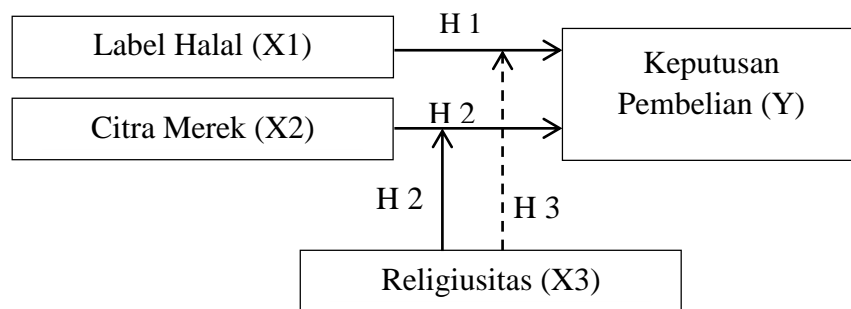 H 1
Label Halal (X1)
Keputusan
Pembelian (Y)
Citra Merek (X2)
H 2
H 2
H 3
Religiusitas (X3)